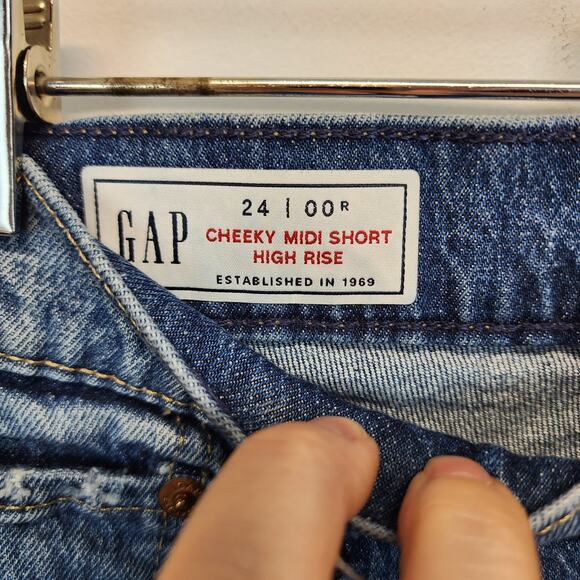 GAP
24 | 00R
CHEEKY MIDI SHORT
HIGH RISE
ESTABLISHED IN 1969